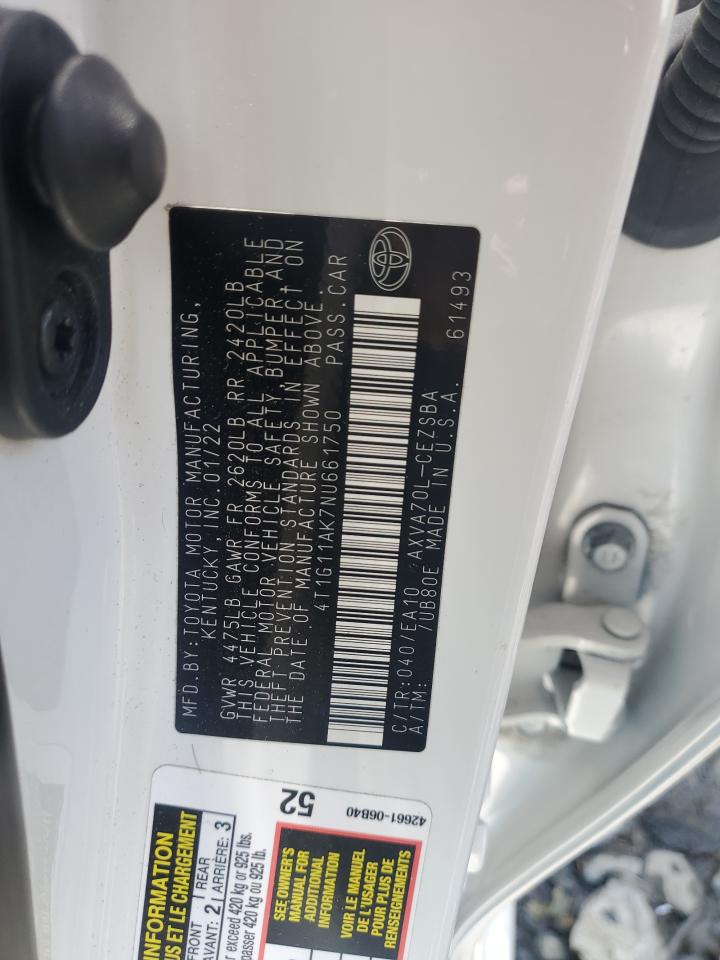 MFD.BY:TOYOTA MOTOR MANUFACTURING,
KENTUCKY, INC. 01/22
GVWR 4475LB GAWR FR 2620LB RR 2420LB
THIS VEHICLE CONFORMS TO ALL APPLICABLE
FEDERAL MOTOR VEHICLE SAFETY, BUMPER, AND
THEFT PREVENTION STANDARDS IN EFFECT ON
THE DATE OF MANUFACTURE SHOWN ABOVE.
4T1G11AK7NU661750 PASS.CAR
C/TR:040/EA10 AXVA70L-CEZSBA
A/TM: /UB80E MADE IN U.S.A. 61493
INFORMATION
US ET LE CHARGEMENT
FRONT
AVANT: 2
REAR
ARRIÈRE: 3
er exceed 420 kg or 925 lbs.
passer 420 kg ou 925 lb.
52
SEE OWNER'S
MANUAL FOR
ADDITIONAL
INFORMATION
VOIR LE MANUEL
DE L'USAGER
POUR PLUS DE
RENSEIGNEMENTS
42661-06B40